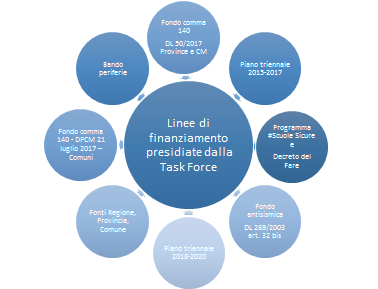 Fondo comma
140
DL 50/2017
Province e CM
Piano triennale
2015-2017
Programma
#Scuole Sicure
e
Decreto del
Fare
Fondo
antisismica
DL 269/2003
art. 32 bis
Piano triennale
2018-2020
Fonti Regione,
Provincia,
Comune
Fondo comma
140 - DPCM 21
luglio 2017 –
Comuni
Bando
periferie
Linee di
finanziamento
presidiate dalla
Task Force